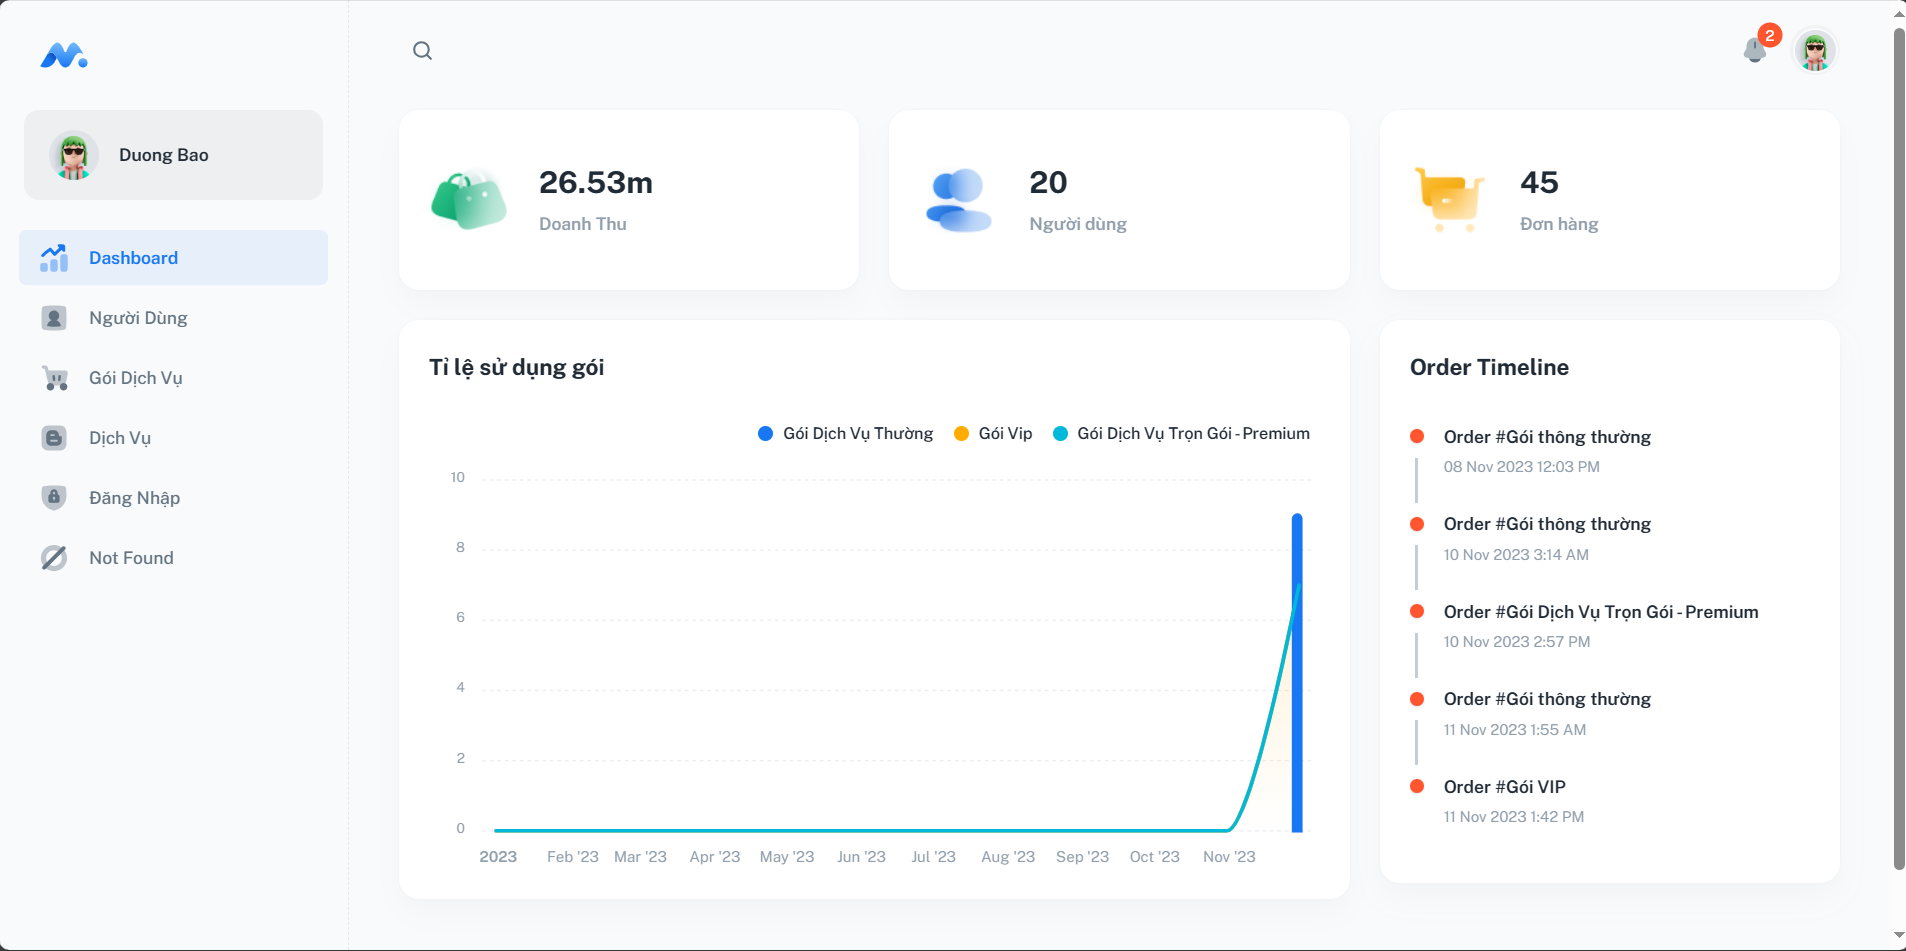 2
Duong Bao
Dashboard
Người Dùng
Gói Dịch Vụ
Dịch Vụ
Đăng Nhập
Not Found
26.53m
Doanh Thu
20
Người dùng
45
Đơn hàng
Tỉ lệ sử dụng gói
Gói Dịch Vụ Thường
Gói Vip
Gói Dịch Vụ Trọn Gói - Premium
10
8
6
4
2
0
2023 Feb '23 Mar '23 Apr '23 May '23 Jun '23 Jul '23 Aug '23 Sep '23 Oct '23 Nov '23
Order Timeline
Order #Gói thông thường
08 Nov 2023 12:03 PM
Order #Gói thông thường
10 Nov 2023 3:14 AM
Order #Gói Dịch Vụ Trọn Gói - Premium
10 Nov 2023 2:57 PM
Order #Gói thông thường
11 Nov 2023 1:55 AM
Order #Gói VIP
11 Nov 2023 1:42 PM